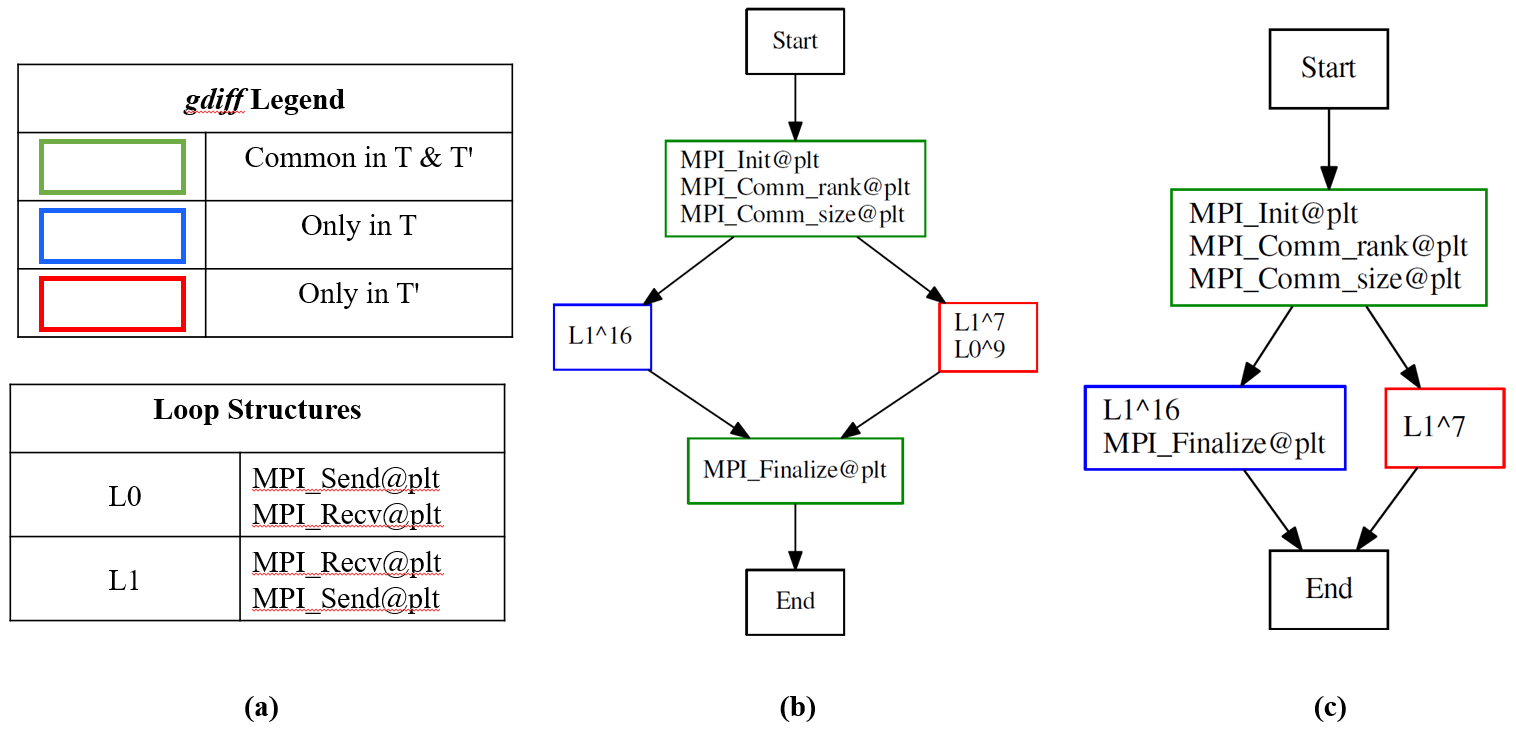 gdiff Legend
Common in T & T'
Only in T
Only in T'
Loop Structures
L0
MPI_Send@plt
MPI_Recv@plt
L1
MPI_Recv@plt
MPI_Send@plt
(a)
Start
MPI_Init@plt
MPI_Comm_rank@plt
MPI_Comm_size@plt
L1^16
L1^7
L0^9
MPI_Finalize@plt
End
(b)
Start
MPI_Init@plt
MPI_Comm_rank@plt
MPI_Comm_size@plt
L1^16
MPI_Finalize@plt
L1^7
End
(c)